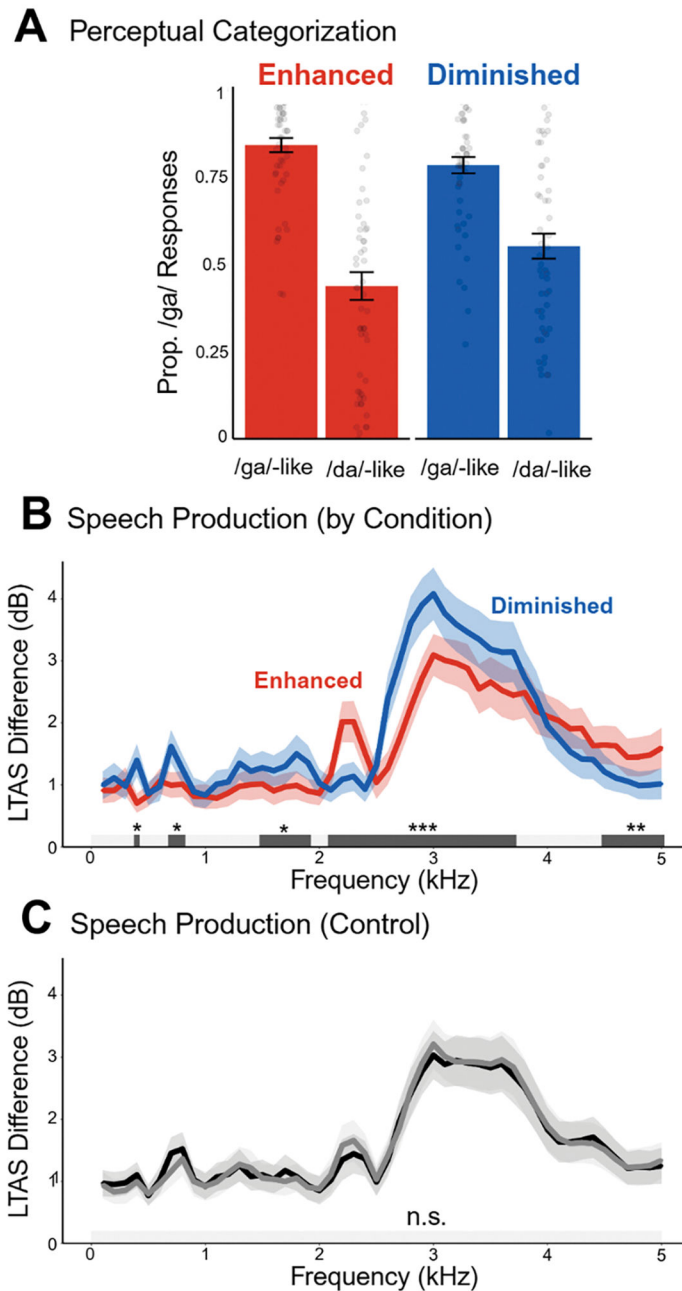 A Perceptual Categorization
Enhanced Diminished
Prop. /ga/ Responses
1
0.75
0.5
0.25
0
/ga/-like /da/-like /ga/-like /da/-like
B Speech Production (by Condition)
LTAS Difference (dB)
4
3
2
1
0
Diminished
Enhanced
* * * *** **
0 1 2 3 4 5
Frequency (kHz)
C Speech Production (Control)
LTAS Difference (dB)
4
3
2
1
0
n.s.
0 1 2 3 4 5
Frequency (kHz)